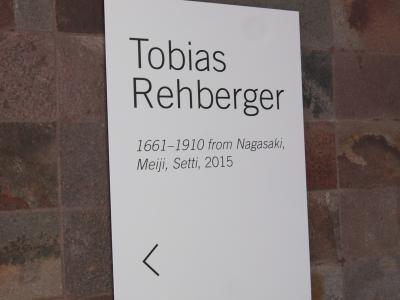 Tobias
Rehberger
1661–1910 from Nagasaki,
Meiji, Setti, 2015
<